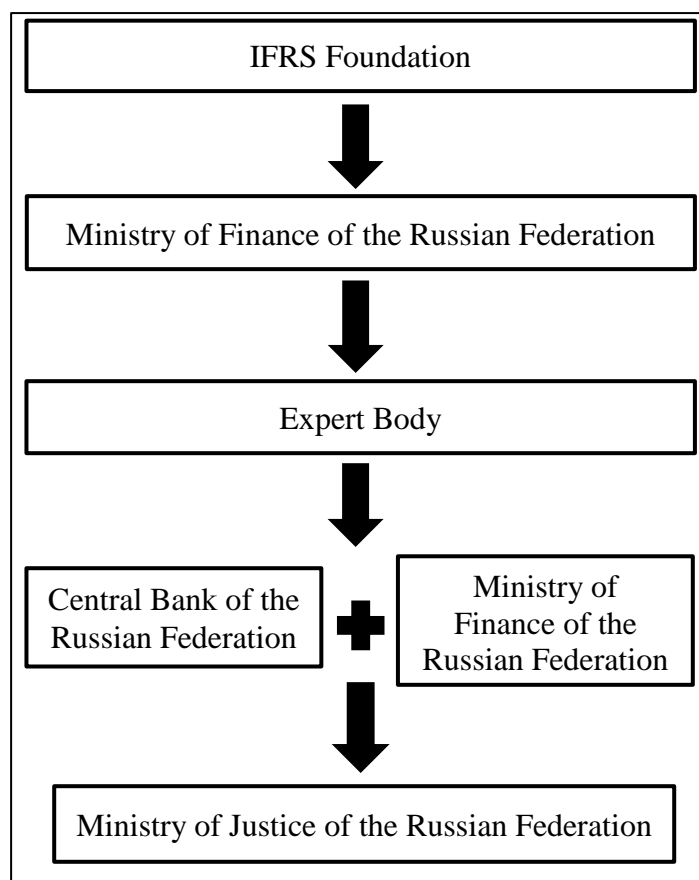 IFRS Foundation
Ministry of Finance of the Russian Federation
Expert Body
Central Bank of the
Russian Federation
Ministry of
Finance of the
Russian Federation
Ministry of Justice of the Russian Federation